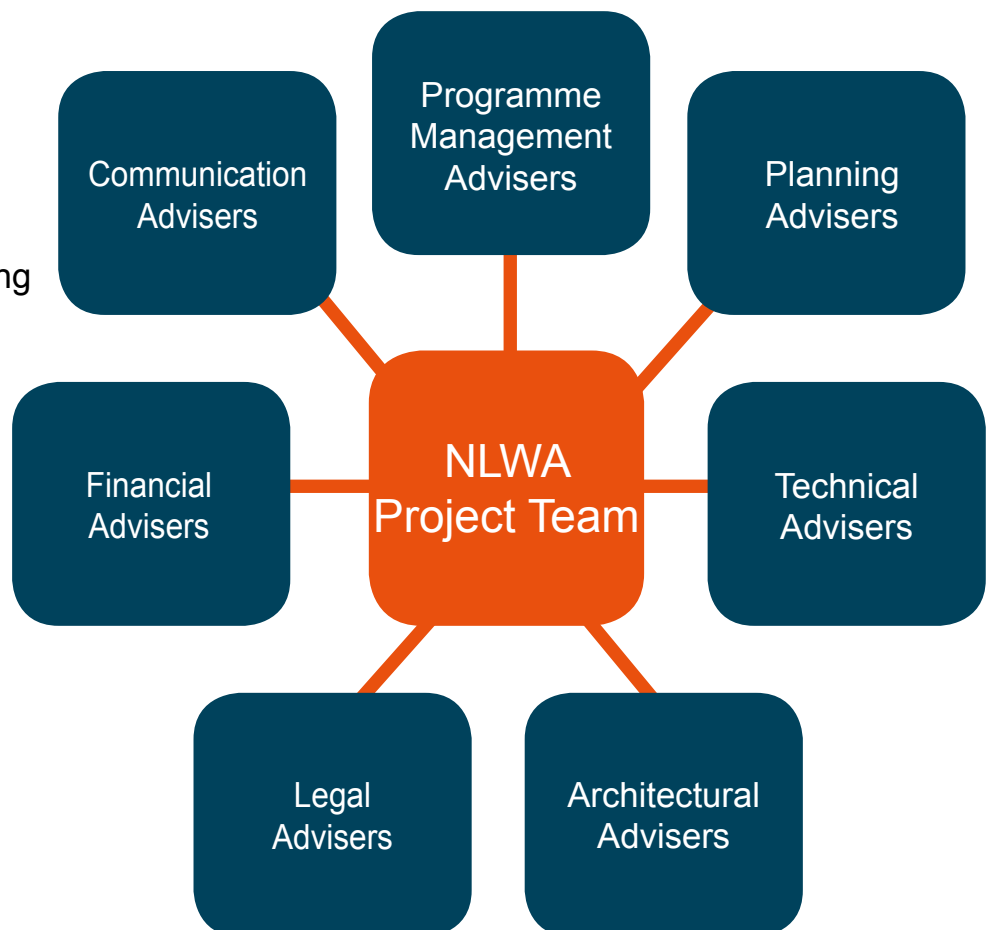 Programme
Management
Advisers
Communication
Advisers
Planning
Advisers
ng
Financial
Advisers
NLWA
Project Team
Technical
Advisers
Legal
Advisers
Architectural
Advisers